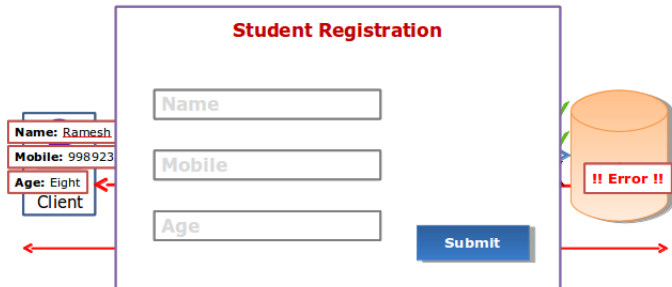 Student Registration
Name
Name: Ramesh
Mobile: 998923
Mobile
Age: Eight
!! Error !!
Client
Age
Submit